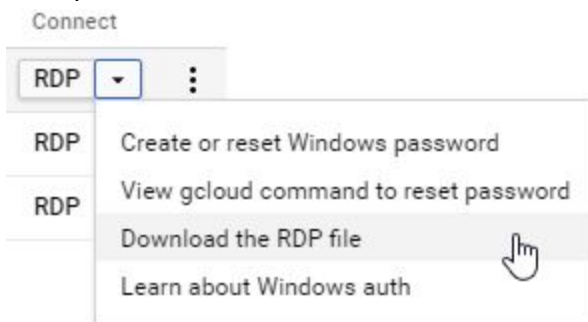 Connect
RDP
RDP
Create or reset Windows password
View gcloud command to reset password
RDP
Download the RDP file
Learn about Windows auth